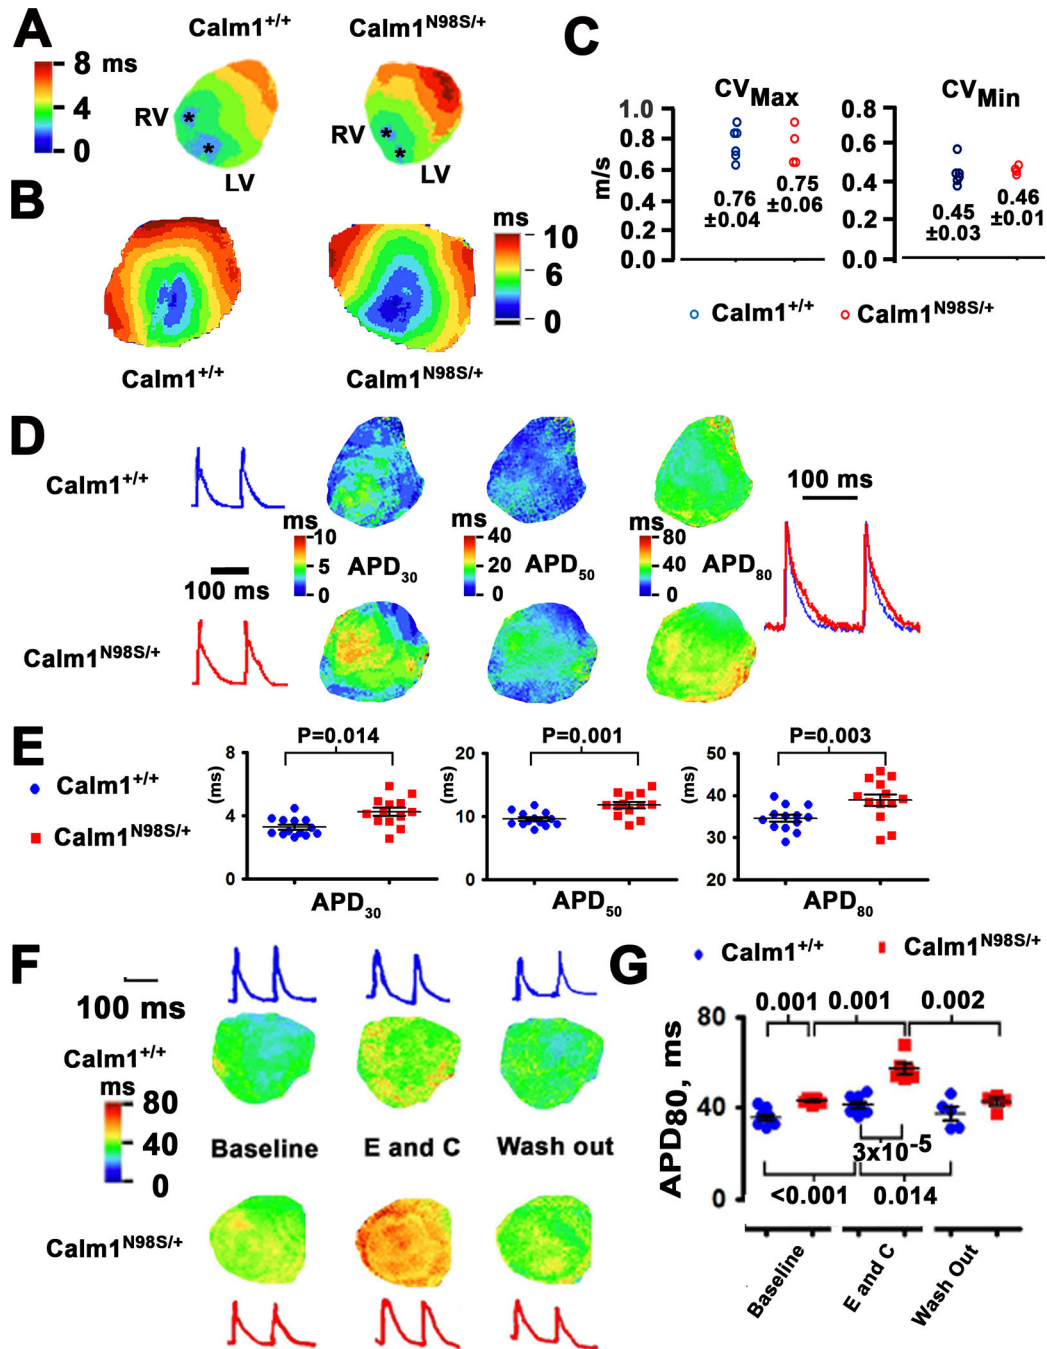 A
Calm1+/+
Calm1N98S/+
8 ms
4
0
RV
*
*
LV
RV
*
*
LV
B
ms
10
6
0
Calm1+/+
Calm1N98S/+
C
CVMax
CVMin
m/s
1.0
0.8
0.6
0.4
0.2
0.0
0.76
±0.04
0.75
±0.06
0.8
0.6
0.4
0.2
0.0
0.45
±0.03
0.46
±0.01
Calm1+/+
Calm1N98S/+
D
Calm1+/+
100 ms
Calm1N98S/+
ms
10
5
0
APD30
ms
40
20
0
APD50
ms
80
40
0
APD80
100 ms
E
Calm1+/+
Calm1N98S/+
P=0.014
(ms)
8
4
0
APD30
P=0.001
(ms)
20
10
0
APD50
P=0.003
(ms)
50
40
30
20
APD80
F
100 ms
Calm1+/+
ms
80
40
0
Baseline
E and C
Wash out
Calm1N98S/+
G
Calm1+/+
Calm1N98S/+
0.001
0.001
0.002
APD80, ms
80
40
0
3x10-5
<0.001
0.014
Baseline
E and C
Wash Out